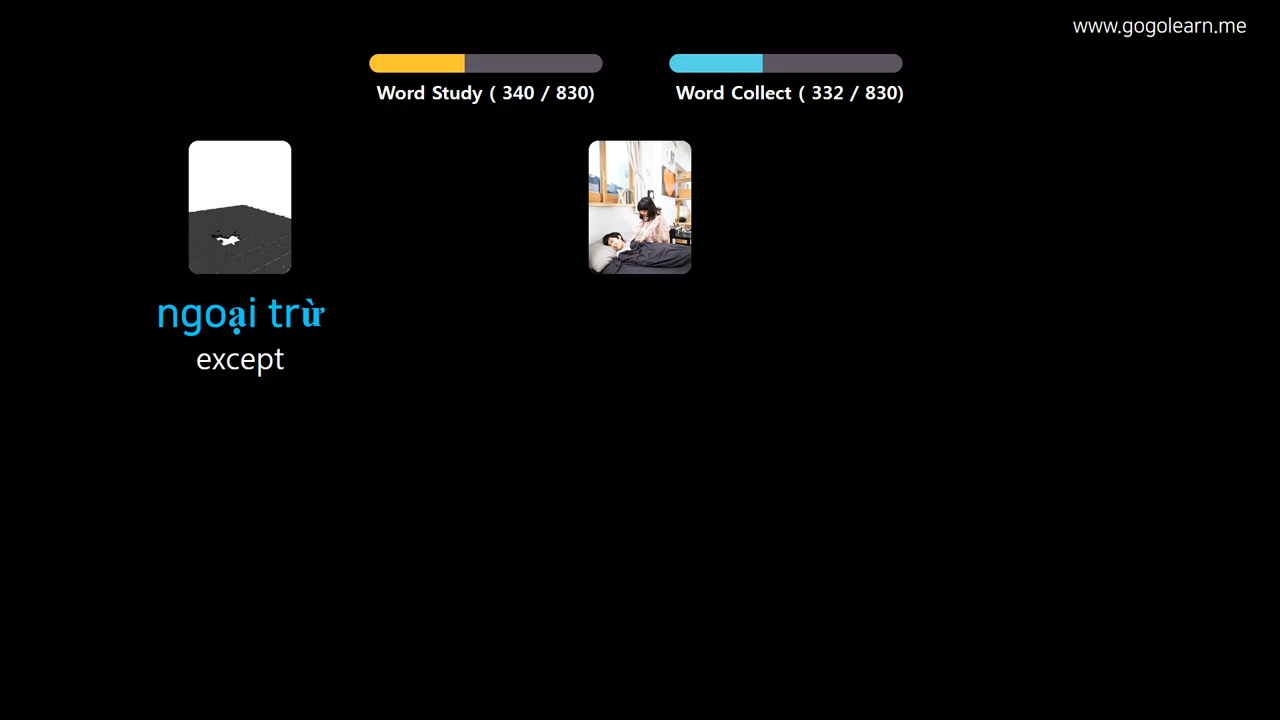 www.gogolearn.me
Word Study ( 340 / 830)
Word Collect ( 332 / 830)
ngoại trừ
except